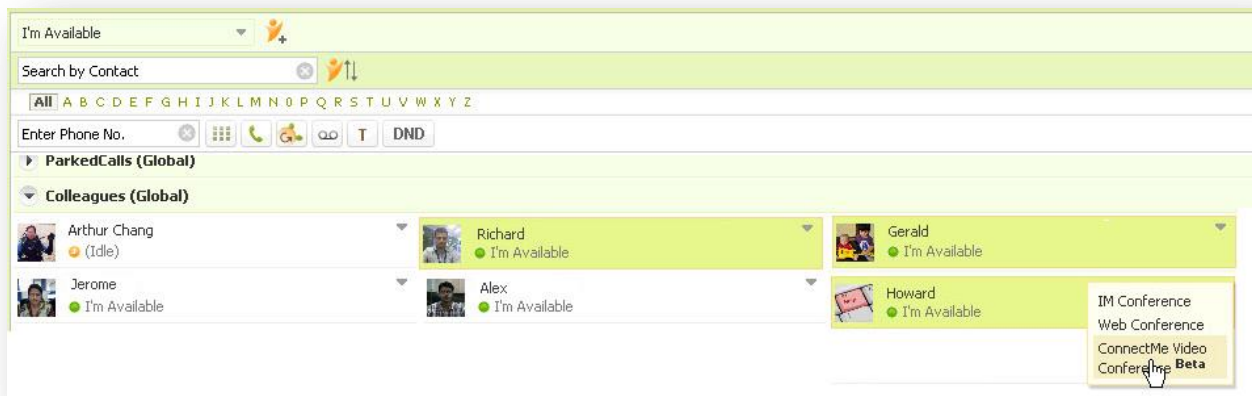 I'm Available
Search by Contact
All A B C D E F G H I J K L M N O P Q R S T U V W X Y Z
Enter Phone No. T DND
ParkedCalls (Global)
Colleagues (Global)
Arthur Chang
(Idle)
Richard
I'm Available
Gerald
I'm Available
Jerome
I'm Available
Alex
I'm Available
Howard
I'm Available
IM Conference
Web Conference
ConnectMe Video
Conference Beta